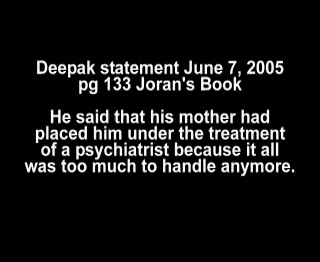 Deepak statement June 7, 2005
pg 133 Joran's Book
He said that his mother had
placed him under the treatment
of a psychiatrist because it all
was too much to handle anymore.